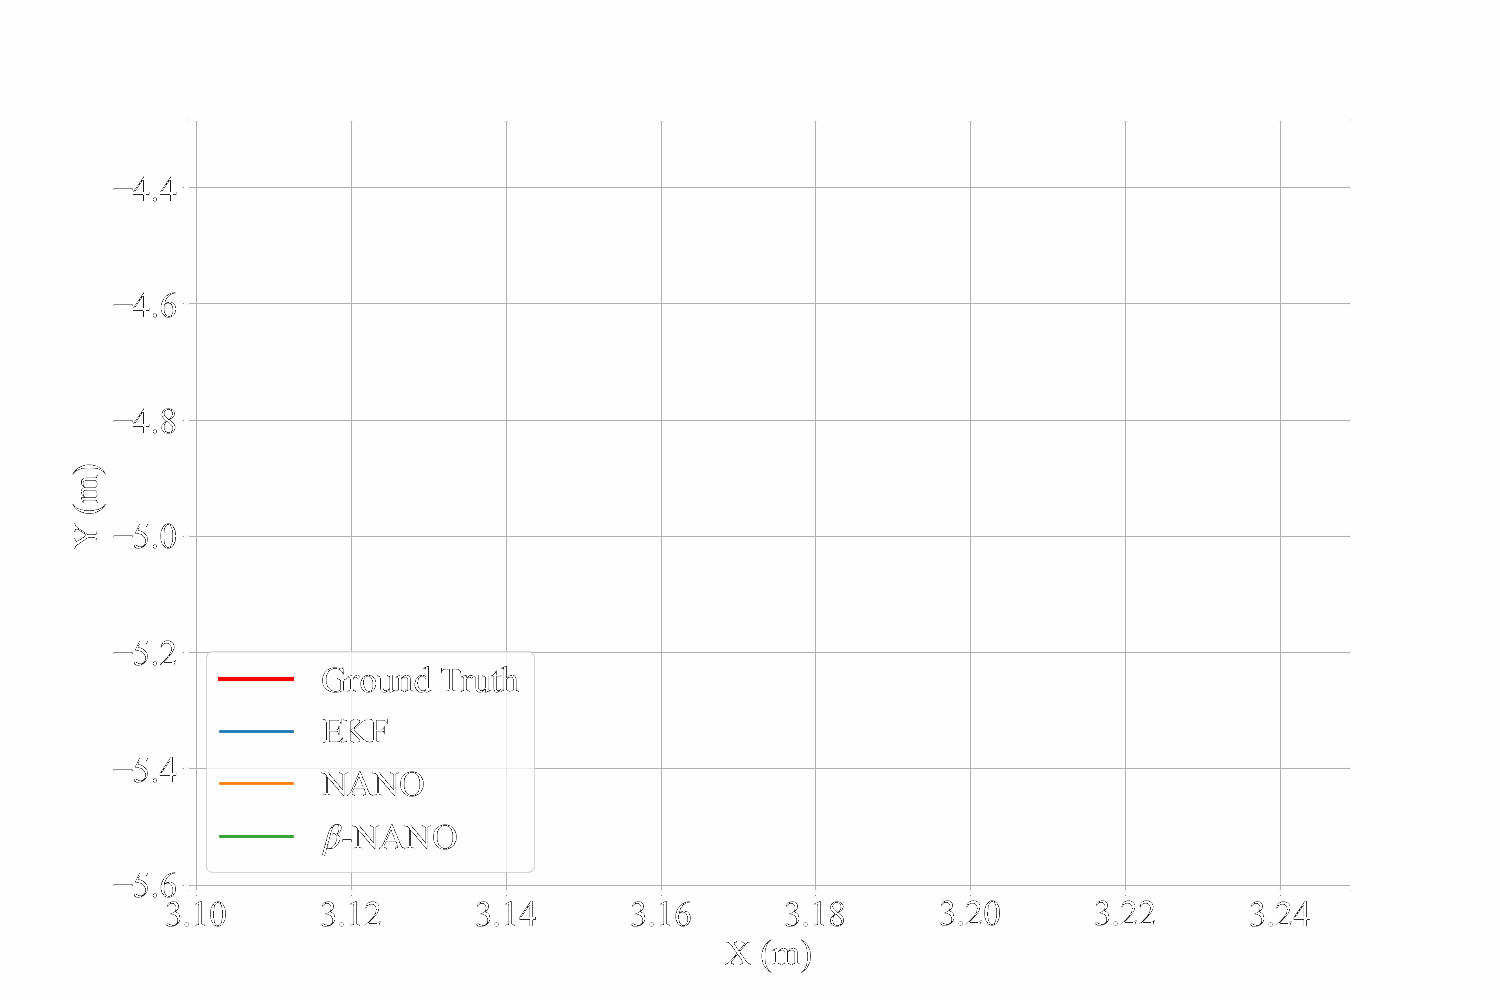 Y (m)
−4.4
−4.6
−4.8
−5.0
−5.2
−5.4
−5.6
Ground Truth
EKF
NANO
β-NANO
3.10 3.12 3.14 3.16 3.18 3.20 3.22 3.24
X (m)